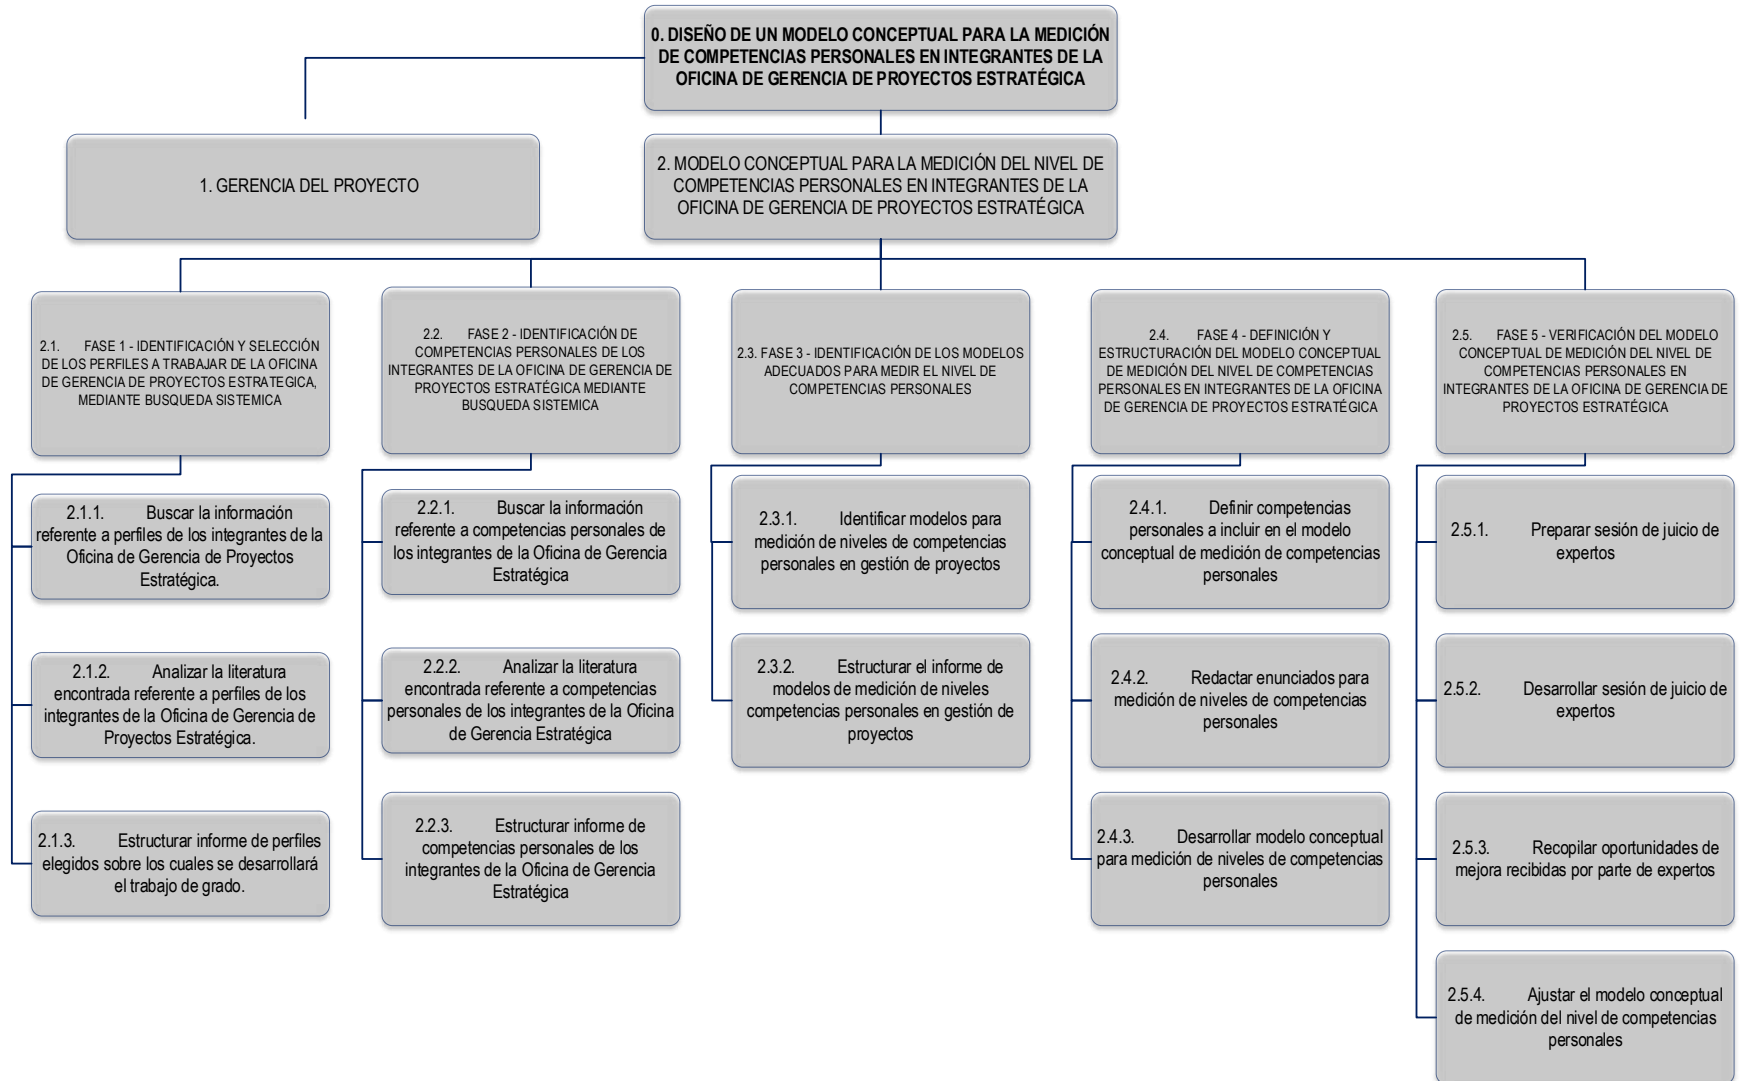 0. DISEÑO DE UN MODELO CONCEPTUAL PARA LA MEDICIÓN
DE COMPETENCIAS PERSONALES EN INTEGRANTES DE LA
OFICINA DE GERENCIA DE PROYECTOS ESTRATÉGICA
1. GERENCIA DEL PROYECTO
2. MODELO CONCEPTUAL PARA LA MEDICIÓN DEL NIVEL DE
COMPETENCIAS PERSONALES EN INTEGRANTES DE LA
OFICINA DE GERENCIA DE PROYECTOS ESTRATÉGICA
2.1. FASE 1 - IDENTIFICACIÓN Y SELECCIÓN
DE LOS PERFILES A TRABAJAR DE LA OFICINA
DE GERENCIA DE PROYECTOS ESTRATEGICA,
MEDIANTE BUSQUEDA SISTEMICA
2.1.1. Buscar la información
referente a perfiles de los integrantes de la
Oficina de Gerencia de Proyectos
Estratégica.
2.1.2. Analizar la literatura
encontrada referente a perfiles de los
integrantes de la Oficina de Gerencia de
Proyectos Estratégica.
2.1.3. Estructurar informe de perfiles
elegidos sobre los cuales se desarrollará
el trabajo de grado.
2.2. FASE 2 - IDENTIFICACIÓN DE
COMPETENCIAS PERSONALES DE LOS
INTEGRANTES DE LA OFICINA DE GERENCIA DE
PROYECTOS ESTRATÉGICA MEDIANTE
BUSQUEDA SISTEMICA
2.2.1. Buscar la información
referente a competencias personales de
los integrantes de la Oficina de Gerencia
Estratégica
2.2.2. Analizar la literatura
encontrada referente a competencias
personales de los integrantes de la Oficina
de Gerencia Estratégica
2.2.3. Estructurar informe de
competencias personales de los
integrantes de la Oficina de Gerencia
Estratégica
2.3. FASE 3 - IDENTIFICACIÓN DE LOS MODELOS
ADECUADOS PARA MEDIR EL NIVEL DE
COMPETENCIAS PERSONALES
2.3.1. Identificar modelos para
medición de niveles de competencias
personales en gestión de proyectos
2.3.2. Estructurar el informe de
modelos de medición de niveles
competencias personales en gestión de
proyectos
2.4. FASE 4 - DEFINICIÓN Y
ESTRUCTURACIÓN DEL MODELO CONCEPTUAL
DE MEDICIÓN DEL NIVEL DE COMPETENCIAS
PERSONALES EN INTEGRANTES DE LA OFICINA
DE GERENCIA DE PROYECTOS ESTRATÉGICA
2.4.1. Definir competencias
personales a incluir en el modelo
conceptual de medición de competencias
personales
2.4.2. Redactar enunciados para
medición de niveles de competencias
personales
2.4.3. Desarrollar modelo conceptual
para medición de niveles de competencias
personales
2.5. FASE 5 - VERIFICACIÓN DEL MODELO
CONCEPTUAL DE MEDICIÓN DEL NIVEL DE
COMPETENCIAS PERSONALES EN
INTEGRANTES DE LA OFICINA DE GERENCIA DE
PROYECTOS ESTRATÉGICA
2.5.1. Preparar sesión de juicio de
expertos
2.5.2. Desarrollar sesión de juicio de
expertos
2.5.3. Recopilar oportunidades de
mejora recibidas por parte de expertos
2.5.4. Ajustar el modelo conceptual
de medición del nivel de competencias
personales